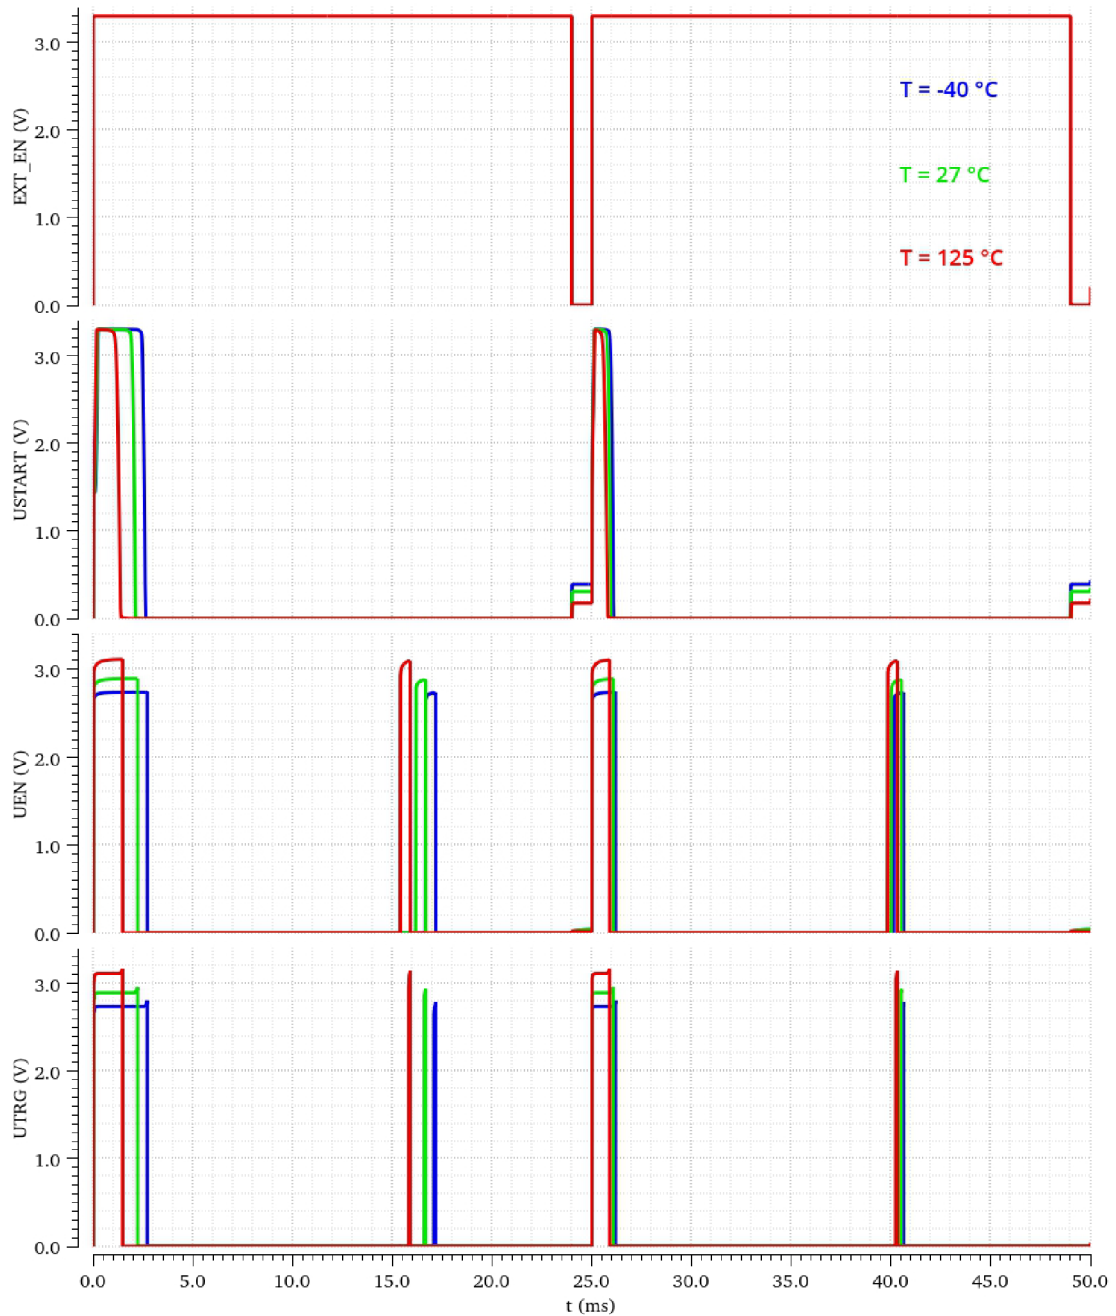 3.0
2.0
1.0
0.0
EXT_EN (V)
T = -40 °C
T = 27 °C
T = 125 °C
3.0
2.0
1.0
0.0
USTART (V)
3.0
2.0
1.0
0.0
UEN (V)
3.0
2.0
1.0
0.0
UTRG (V)
0.0 5.0 10.0 15.0 20.0 25.0 30.0 35.0 40.0 45.0 50.0
t (ms)